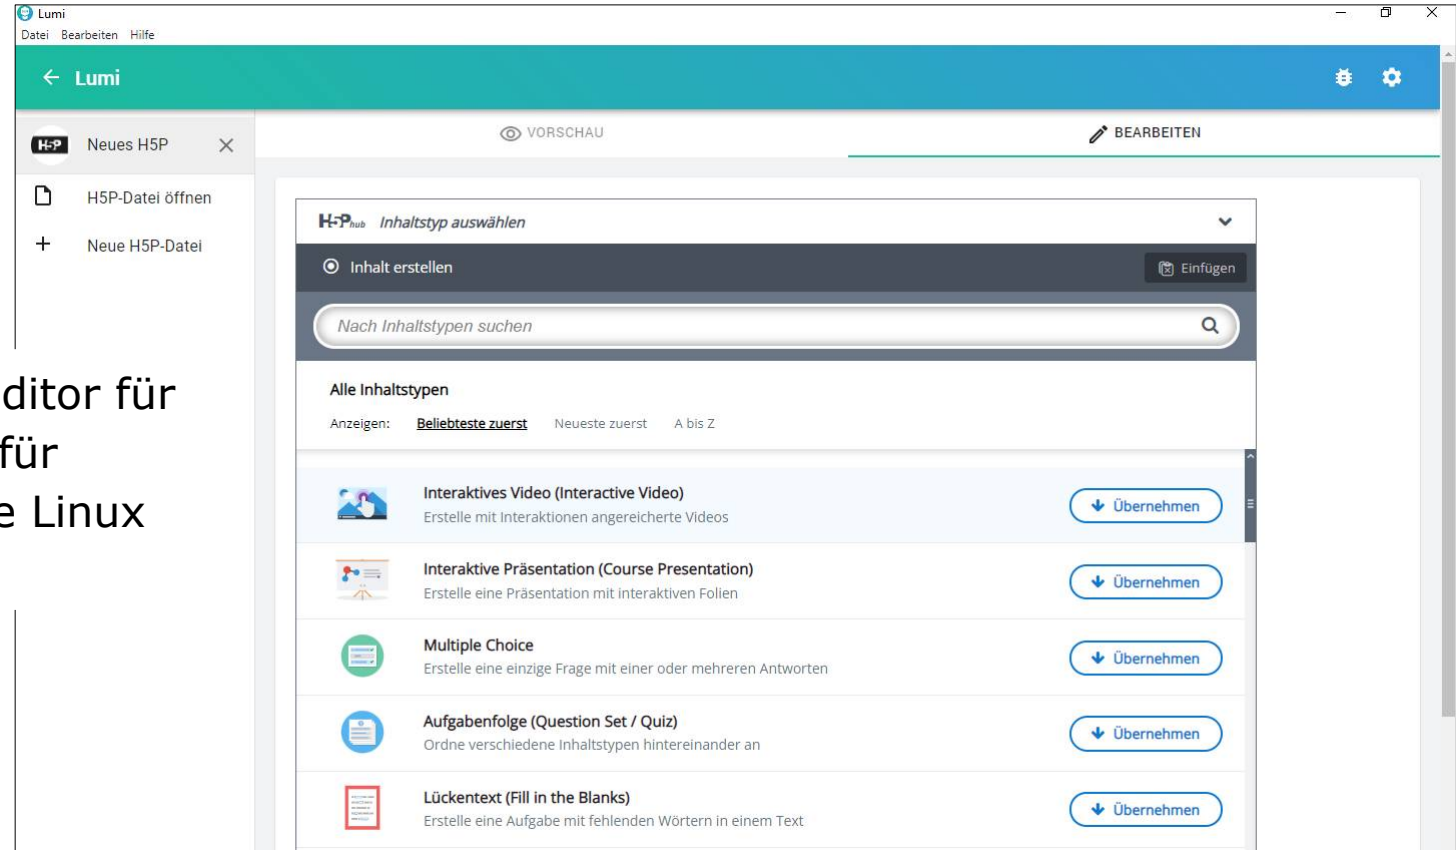 Lumi
Datei Bearbeiten Hilfe
Lumi
H5P Neues H5P
H5P-Datei öffnen
Neue H5P-Datei
VORSCHAU
BEARBEITEN
H5Phub Inhaltstyp auswählen
Inhalt erstellen
Einfügen
Nach Inhaltstypen suchen
Alle Inhaltstypen
Anzeigen: Beliebteste zuerst Neueste zuerst A bis Z
Interaktives Video (Interactive Video)
Erstelle mit Interaktionen angereicherte Videos
Übernehmen
Interaktive Präsentation (Course Presentation)
Erstelle eine Präsentation mit interaktiven Folien
Übernehmen
Multiple Choice
Erstelle eine einzige Frage mit einer oder mehreren Antworten
Übernehmen
Aufgabenfolge (Question Set / Quiz)
Ordne verschiedene Inhaltstypen hintereinander an
Übernehmen
Lückentext (Fill in the Blanks)
Erstelle eine Aufgabe mit fehlenden Wörtern in einem Text
Übernehmen
ditor für
für
e Linux